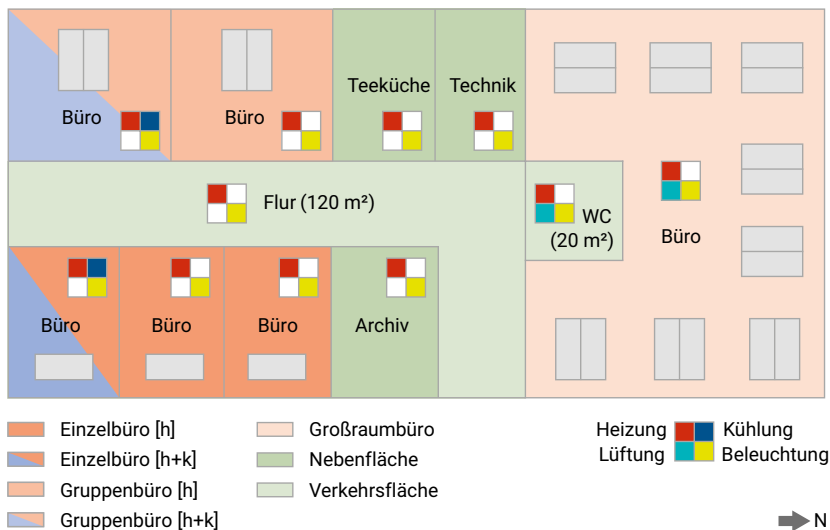 Teeküche
Technik
Büro
Büro
Flur (120 m²)
WC
(20 m²)
Büro
Büro
Büro
Büro
Archiv
Einzelbüro [h]
Einzelbüro [h+k]
Gruppenbüro [h]
Gruppenbüro [h+k]
Großraumbüro
Nebenfläche
Verkehrsfläche
Heizung
Kühlung
Lüftung
Beleuchtung
N